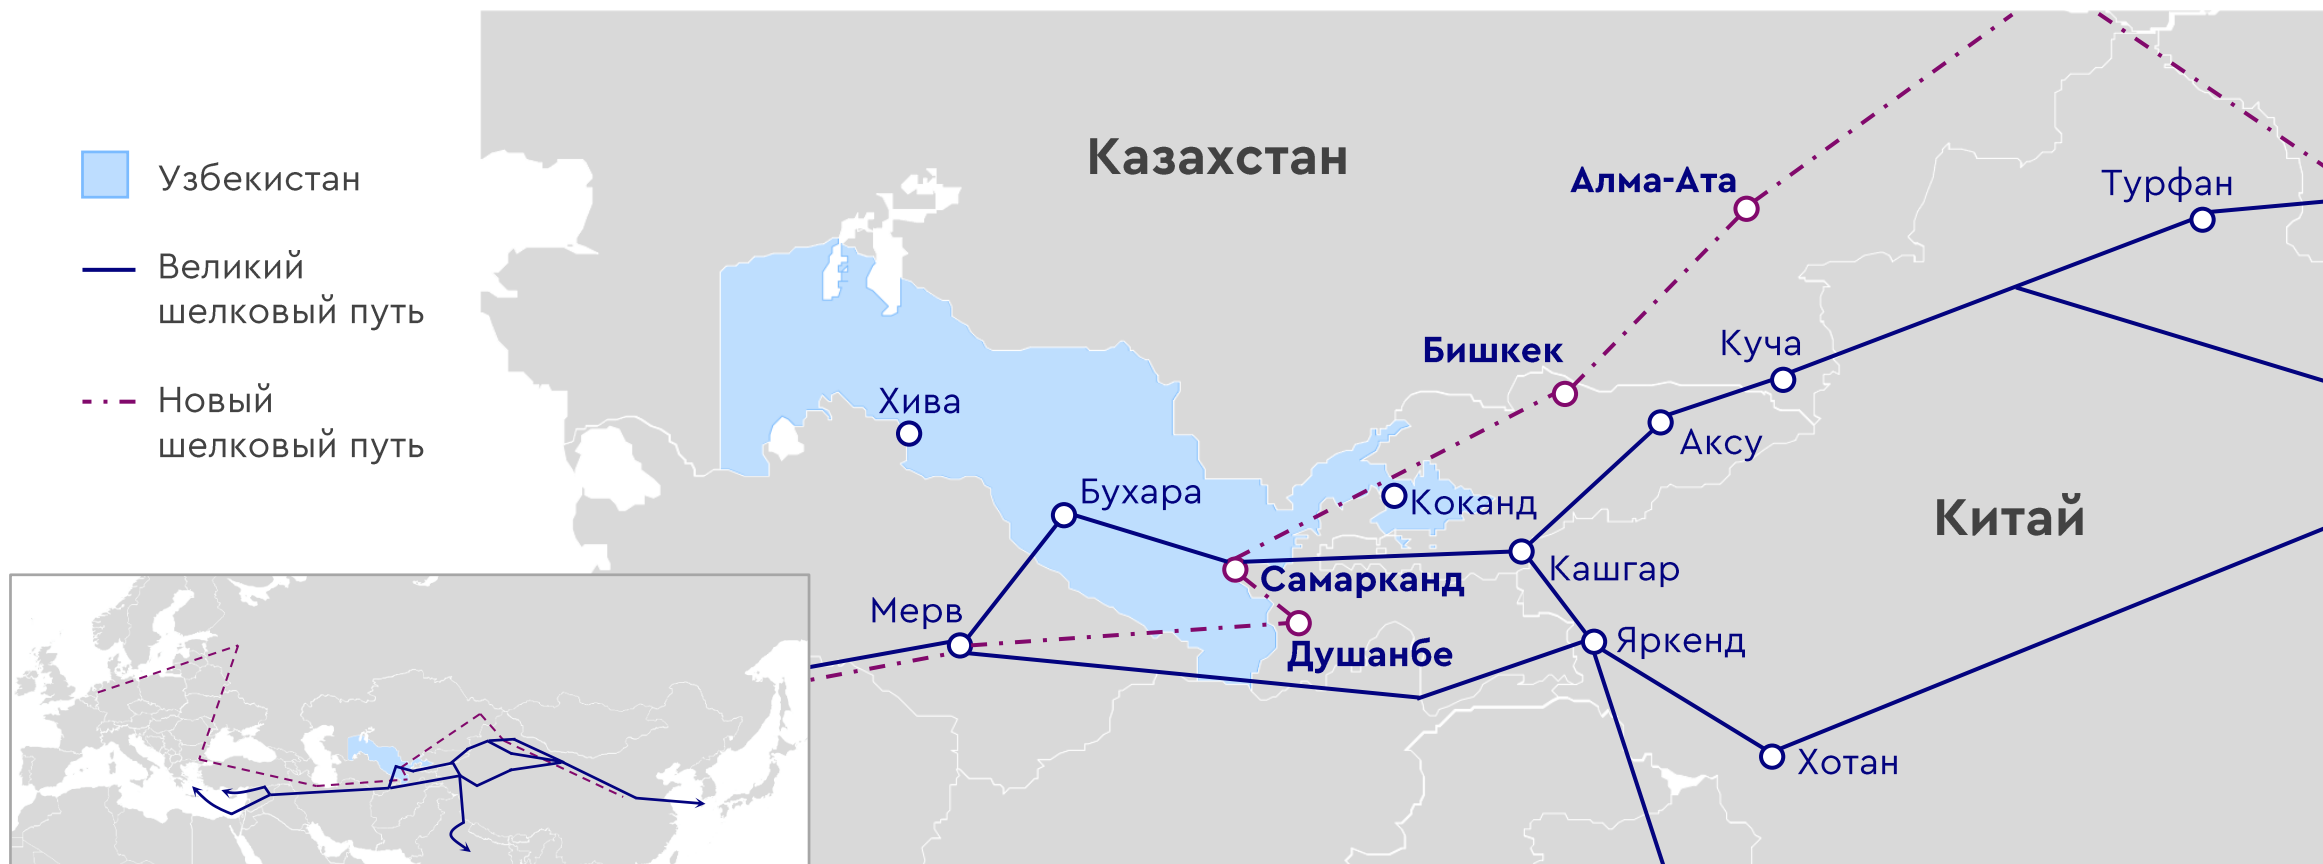 Узбекистан
Великий
шелковый путь
Новый
шелковый путь
Казахстан
Алма-Ата
Турфан
Бишкек
Куча
Хива
Аксу
Бухара
Коканд
Китай
Кашгар
Самарканд
Мерв
Яркенд
Душанбе
Хотан